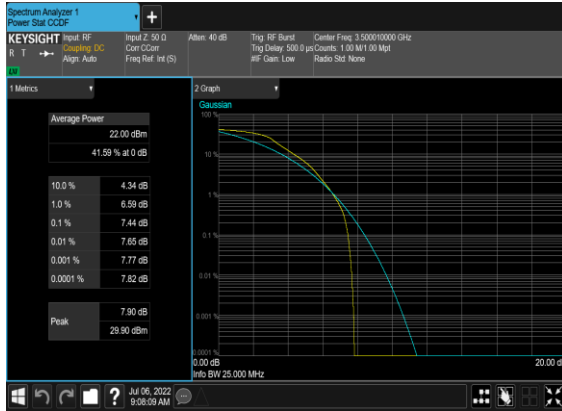 Spectrum Analyzer 1
Power Stat CCDF
+
KEYSIGHT
R T
LU
Input: RF
Coupling: DC
Align: Auto
Input Z: 50 Ω
Corr CCorr
Freq Ref: Int (S)
Atten: 40 dB
Trig: RF Burst
Trig Delay: 500.0 µs
#IF Gain: Low
Center Freq: 3.500010000 GHz
Counts: 1.00 M/1.00 Mpt
Radio Std: None
1 Metrics
Average Power
22.00 dBm
41.59 % at 0 dB
10.0 % 4.34 dB
1.0 % 6.59 dB
0.1 % 7.44 dB
0.01 % 7.65 dB
0.001 % 7.77 dB
0.0001 % 7.82 dB
Peak
7.90 dB
29.90 dBm
2 Graph
Gaussian
100 %
10 %
1 %
0.1 %
0.01 %
0.001 %
0.0001 %
0.00 dB
20.00 d
Info BW 25.000 MHz
?
Jul 06, 2022
9:08:09 AM